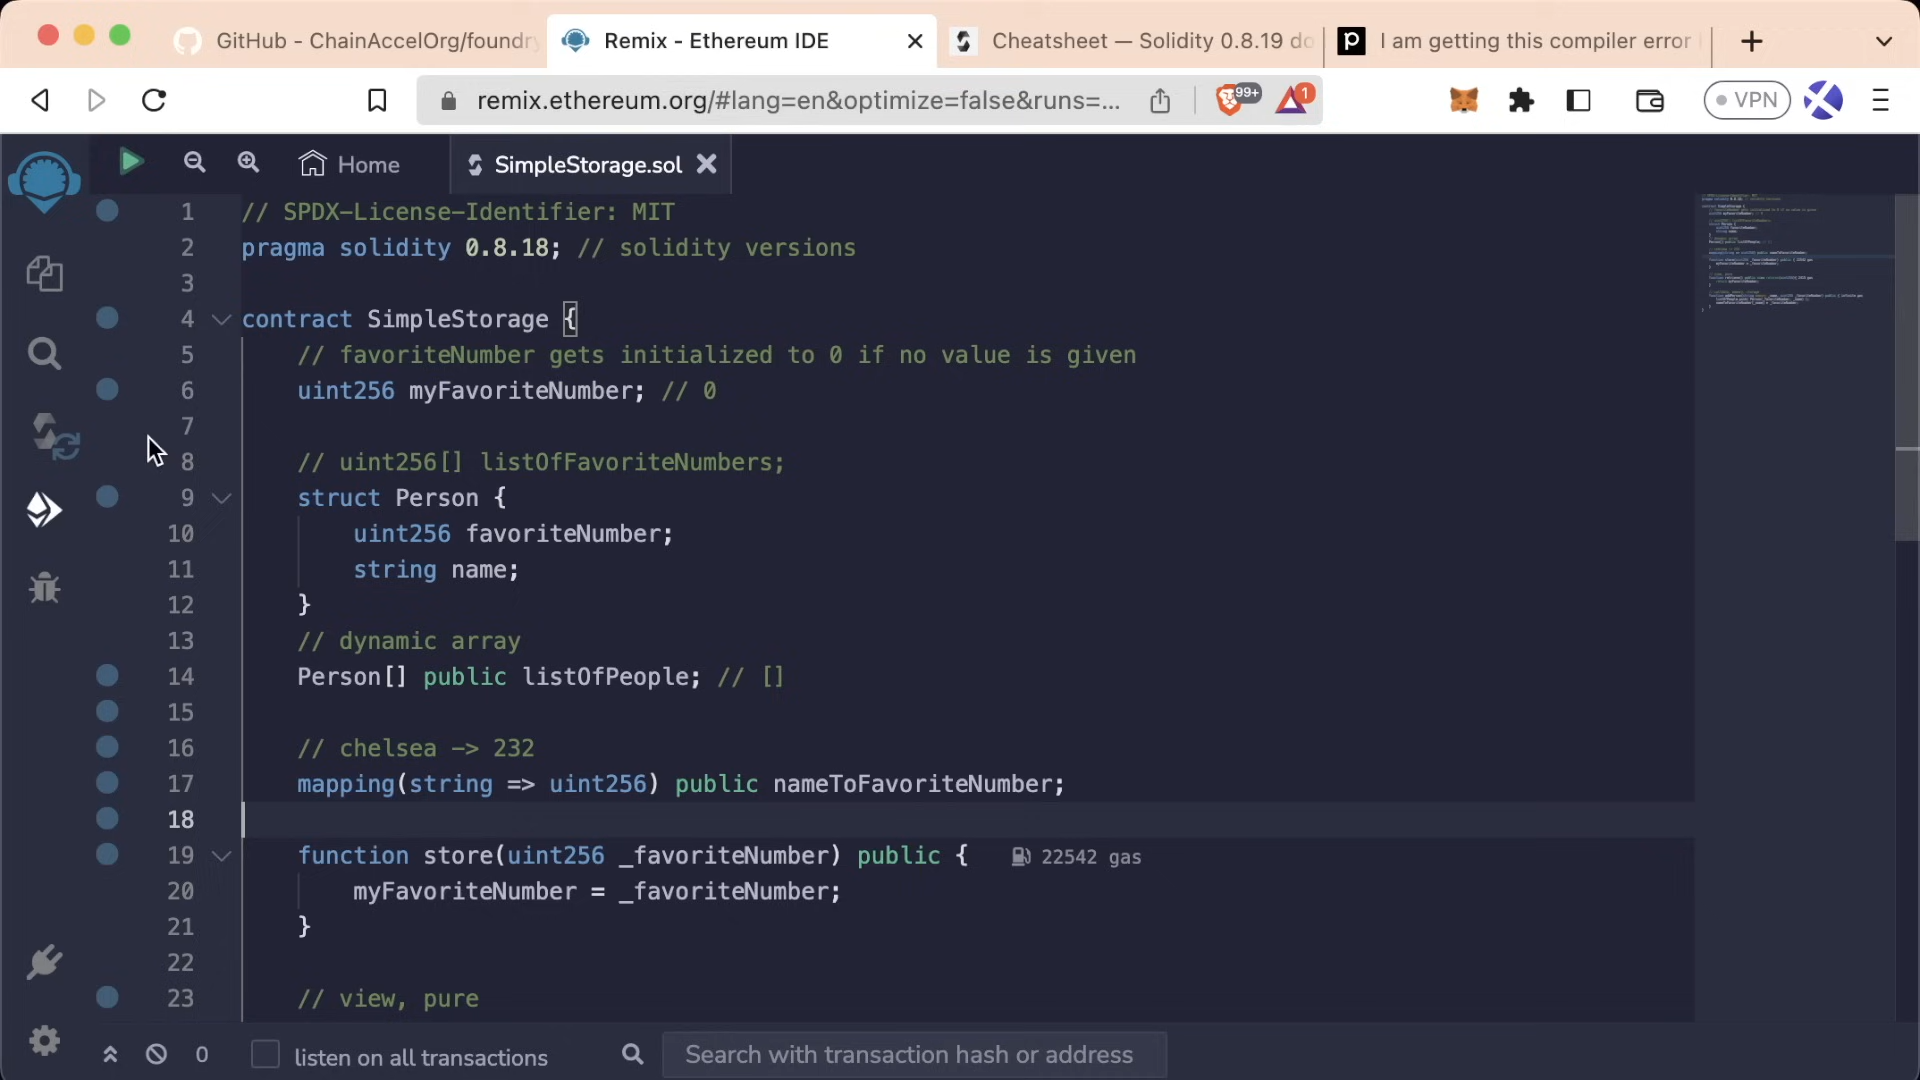 GitHub - ChainAccelOrg/foundry
Remix - Ethereum IDE
Cheatsheet — Solidity 0.8.19 do
I am getting this compiler error
remix.ethereum.org/#lang=en&optimize=false&runs=...
99+
1
VPN
Home
SimpleStorage.sol
1 // SPDX-License-Identifier: MIT
2 pragma solidity 0.8.18; // solidity versions
3
4 contract SimpleStorage {
5 // favoriteNumber gets initialized to 0 if no value is given
6 uint256 myFavoriteNumber; // 0
7
8 // uint256[] listOfFavoriteNumbers;
9 struct Person {
10 uint256 favoriteNumber;
11 string name;
12 }
13 // dynamic array
14 Person[] public listOfPeople; // []
15
16 // chelsea -> 232
17 mapping(string => uint256) public nameToFavoriteNumber;
18
19 function store(uint256 _favoriteNumber) public { 22542 gas
20 myFavoriteNumber = _favoriteNumber;
21 }
22
23 // view, pure
0
listen on all transactions
Search with transaction hash or address